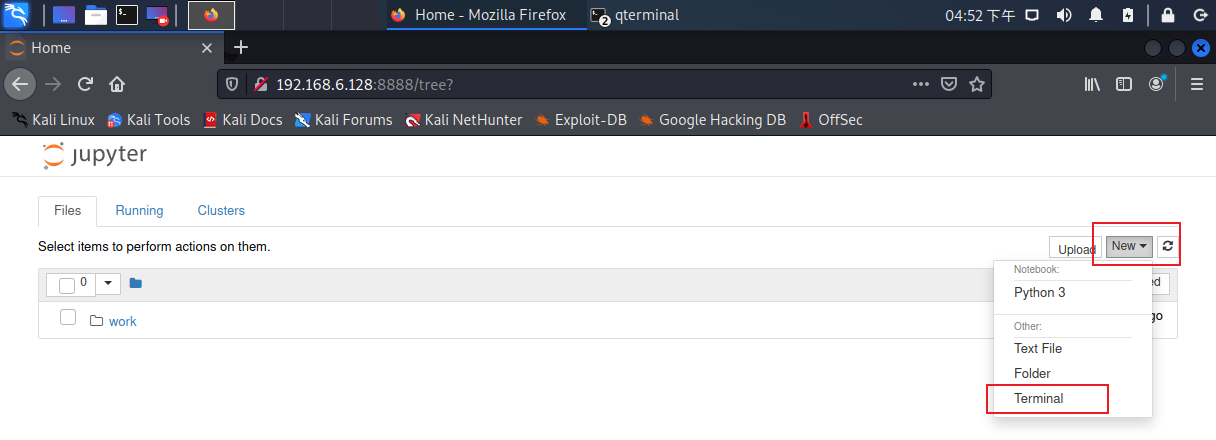 Home - Mozilla Firefox
2 qterminal
04:52 下午
Home
192.168.6.128:8888/tree?
Kali Linux Kali Tools Kali Docs Kali Forums Kali NetHunter Exploit-DB Google Hacking DB OffSec
jupyter
Files Running Clusters
Select items to perform actions on them.
Upload New
0
ed
work
go
Notebook:
Python 3
Other:
Text File
Folder
Terminal